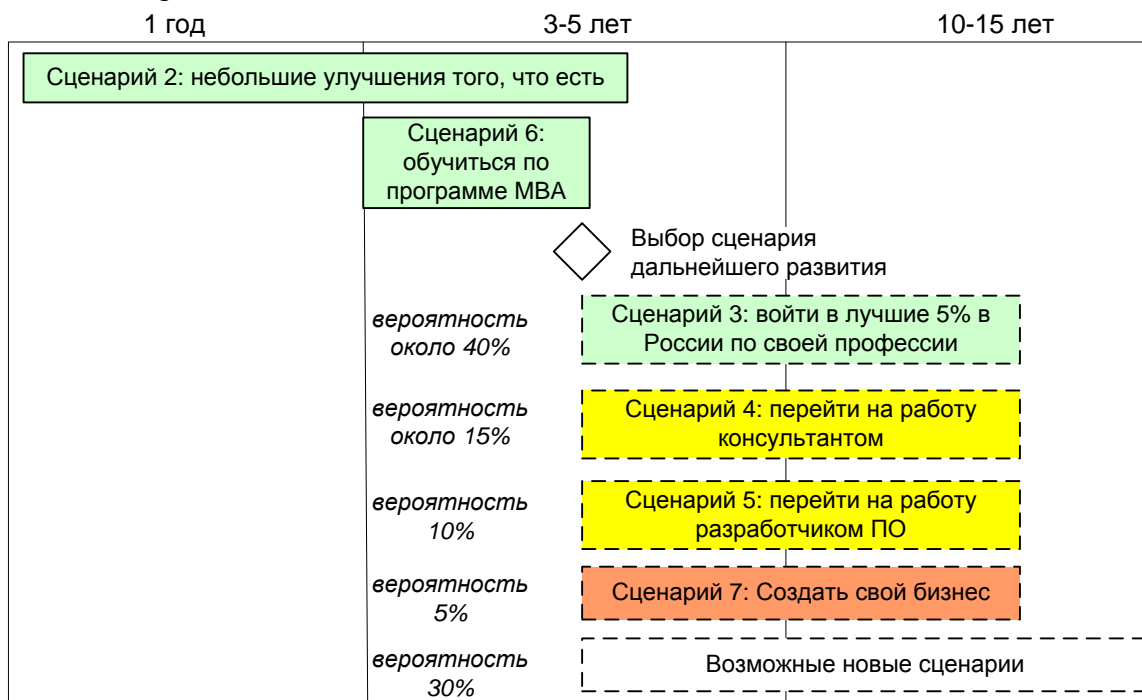 1 год
3-5 лет
10-15 лет
Сценарий 2: небольшие улучшения того, что есть
Сценарий 6:
обучиться по
программе MBA
Выбор сценария
дальнейшего развития
вероятность
около 40%
Сценарий 3: войти в лучшие 5% в
России по своей профессии
вероятность
около 15%
Сценарий 4: перейти на работу
консультантом
вероятность
10%
Сценарий 5: перейти на работу
разработчиком ПО
вероятность
5%
Сценарий 7: Создать свой бизнес
вероятность
30%
Возможные новые сценарии